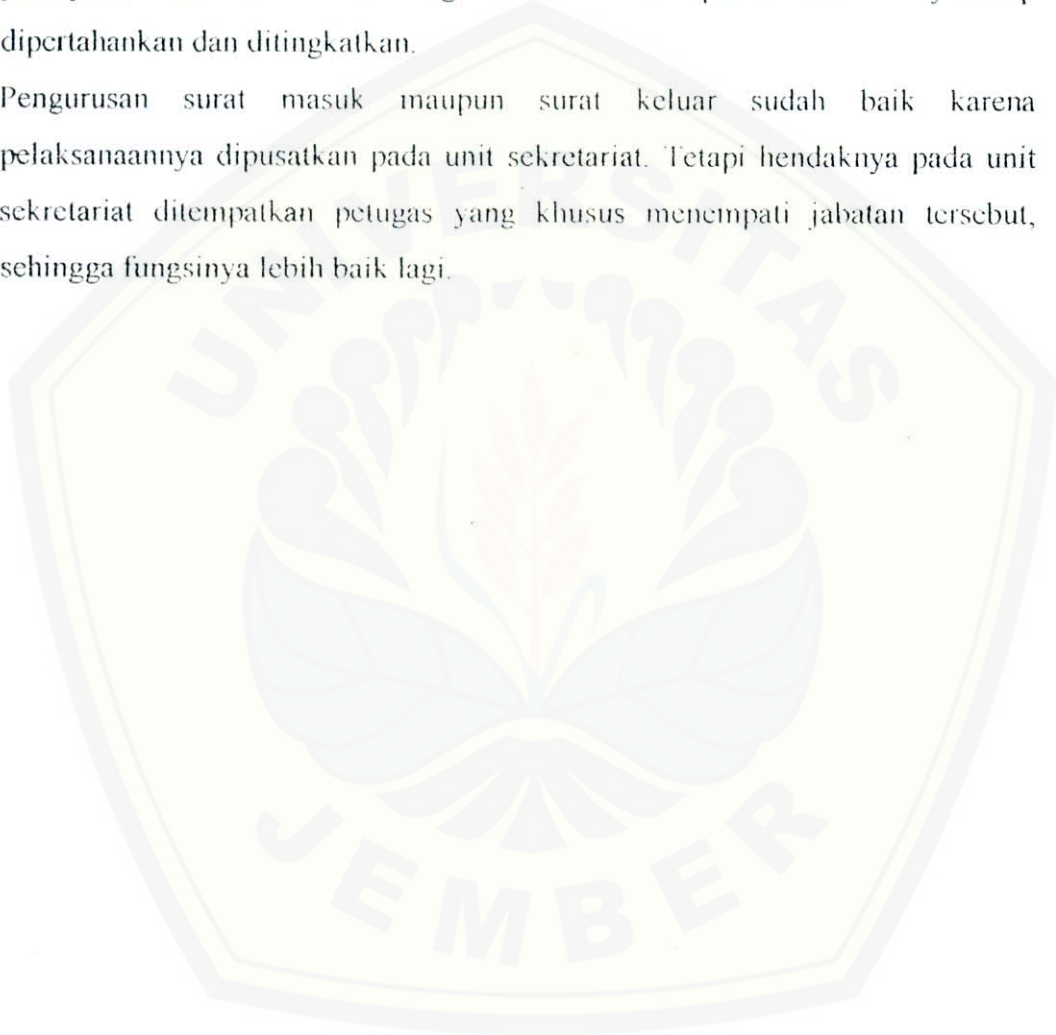 dipertahankan dan ditingkatkan.
Pengurusan surat masuk maupun surat keluar sudah baik karena
pelaksanaannya dipusatkan pada unit sekretariat. Tetapi hendaknya pada unit
sekretariat ditempatkan petugas yang khusus menempati jabatan tersebut,
sehingga fungsinya lebih baik lagi.
UNIVERSITAS
JEMBER